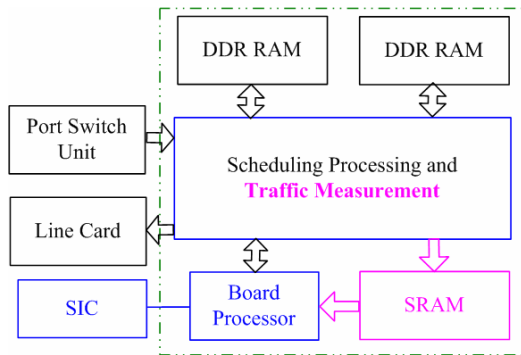 DDR RAM
DDR RAM
Port Switch
Unit
Scheduling Processing and
Traffic Measurement
Line Card
SIC
Board
Processor
SRAM